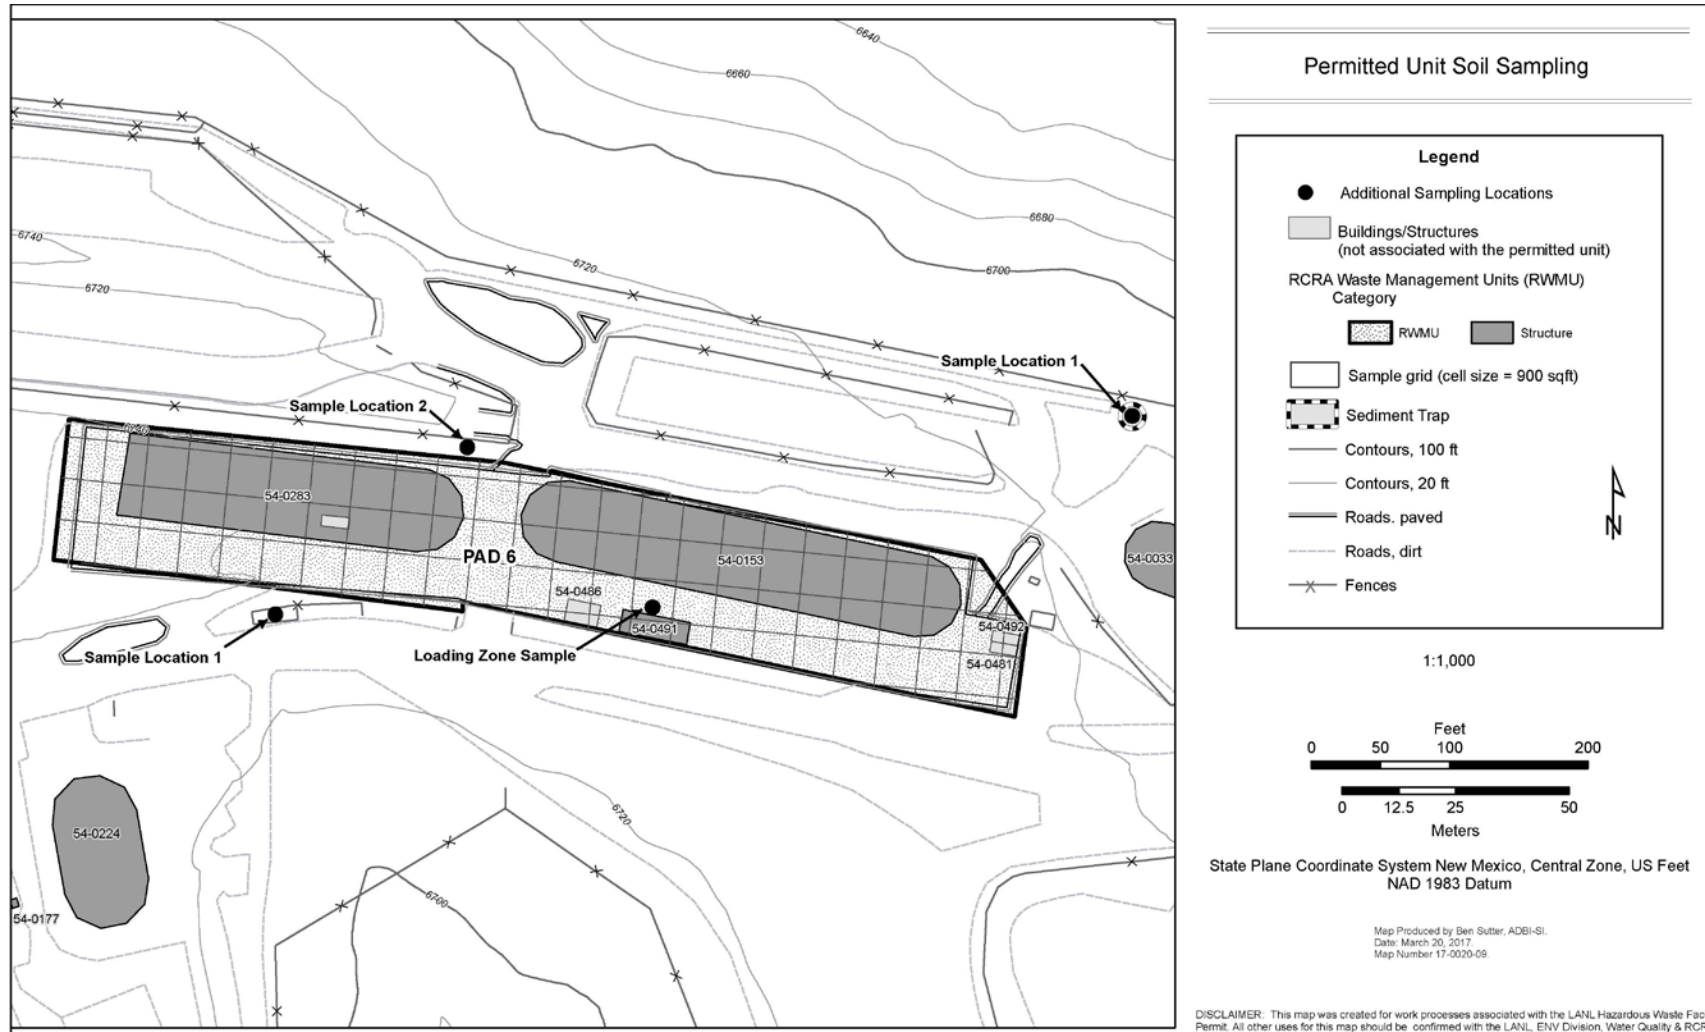 6640
6660
6680
6700
6720
6740
6720
Sample Location 1
Sample Location 2
54-0283
PAD 6
54-0153
54-0033
54-0486
54-0491
54-0492
54-0481
Sample Location 1
Loading Zone Sample
54-0224
54-0177
6720
6700
Permitted Unit Soil Sampling
Legend
Additional Sampling Locations
Buildings/Structures
(not associated with the permitted unit)
RCRA Waste Management Units (RWMU)
Category
RWMU
Structure
Sample grid (cell size = 900 sqft)
Sediment Trap
Contours, 100 ft
Contours, 20 ft
Roads. paved
Roads, dirt
Fences
N
1:1,000
Feet
0 50 100 200
0 12.5 25 50
Meters
State Plane Coordinate System New Mexico, Central Zone, US Feet
NAD 1983 Datum
Map Produced by Ben Sutter, ADBI-SI.
Date: March 20, 2017.
Map Number 17-0020-09.
DISCLAIMER: This map was created for work processes associated with the LANL Hazardous Waste Fac
Permit. All other uses for this map should be confirmed with the LANL, ENV Division, Water Quality & RCR